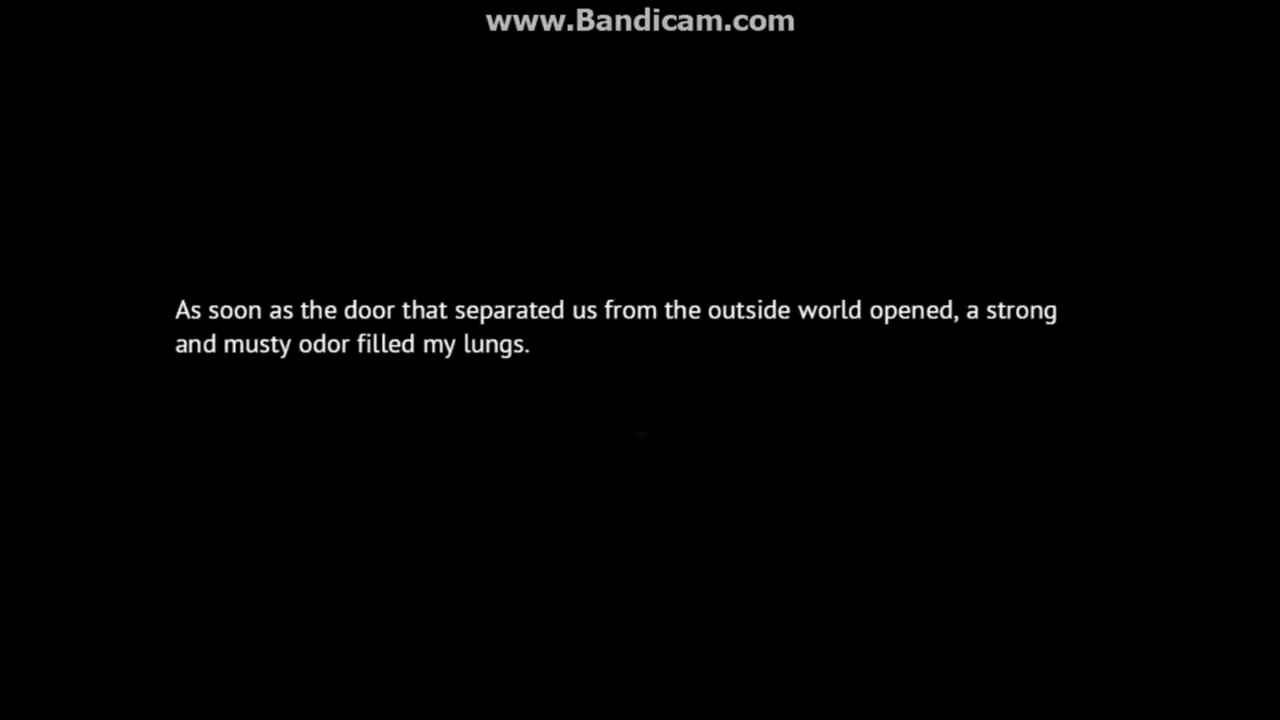 www.Bandicam.com
As soon as the door that separated us from the outside world opened, a strong
and musty odor filled my lungs.